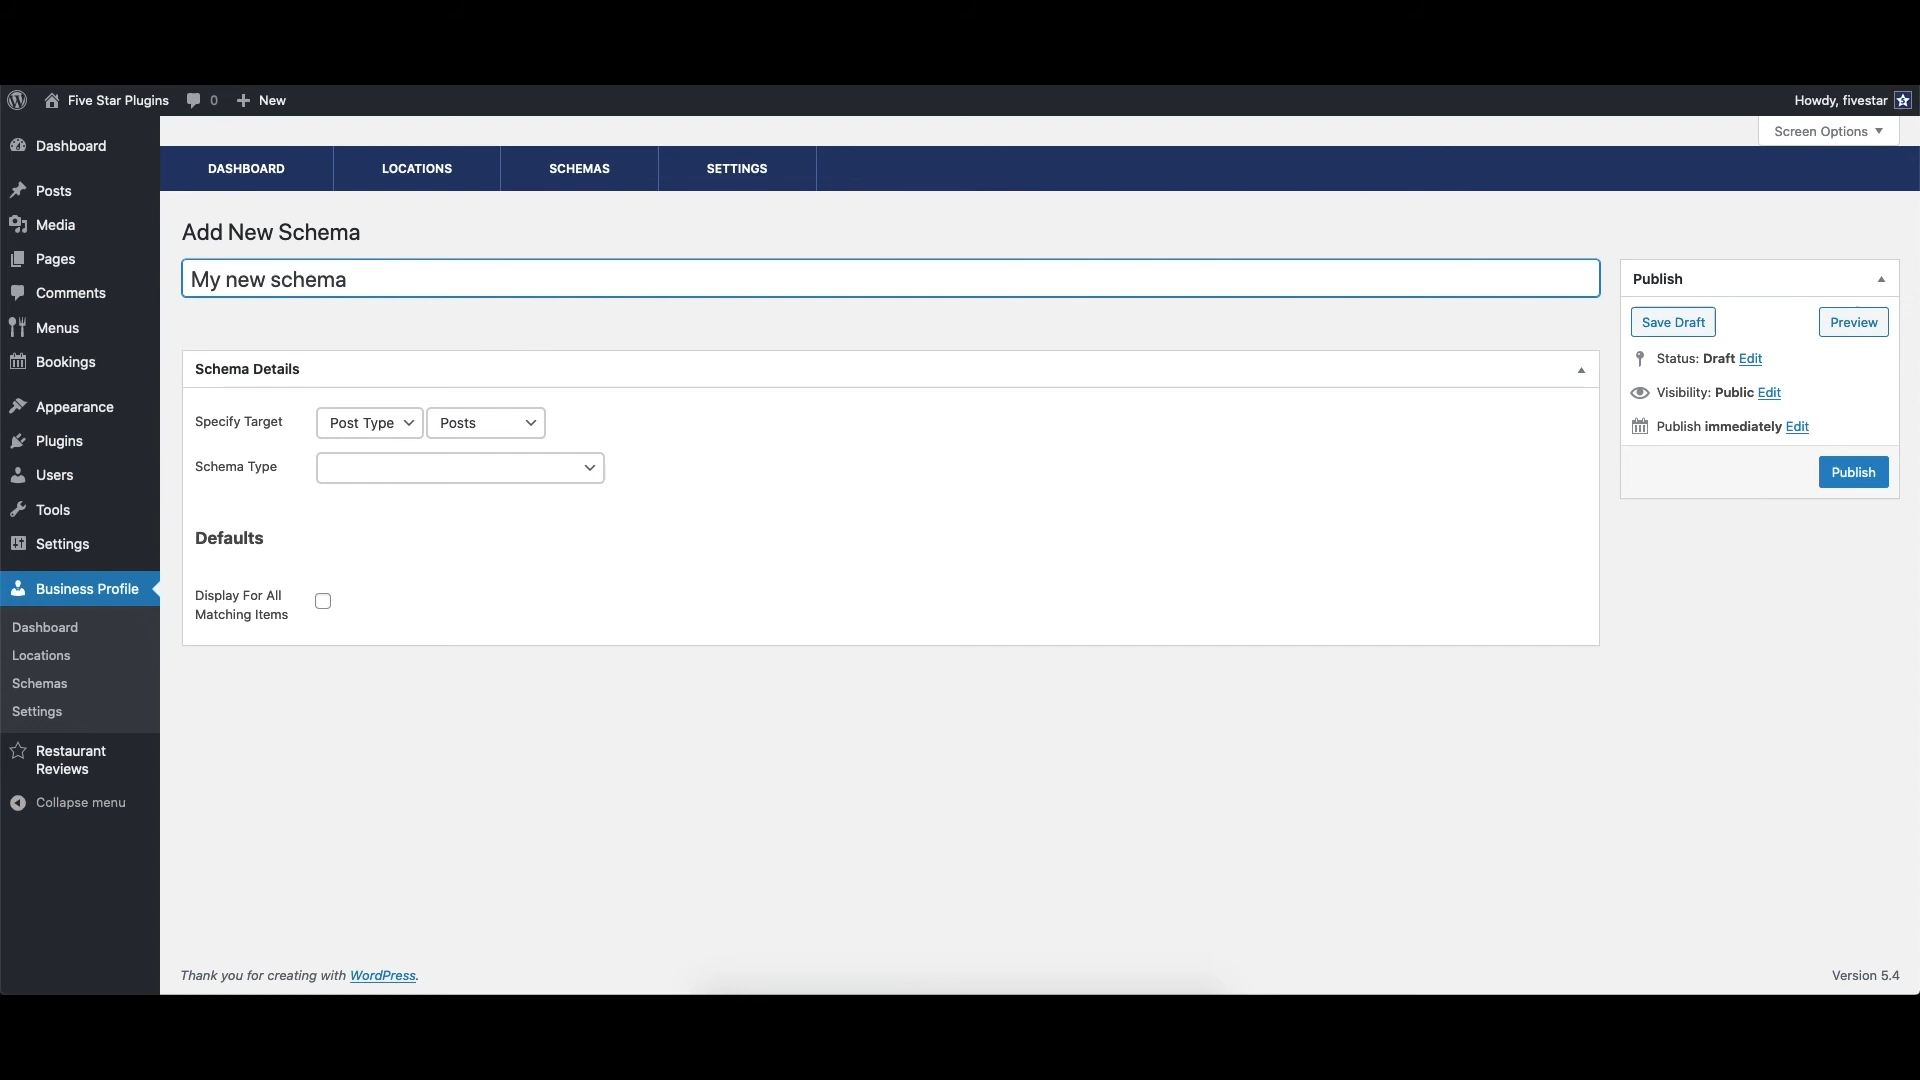 Five Star Plugins
0
New
Howdy, fivestar
Screen Options
Dashboard
Posts
Media
Pages
Comments
Menus
Bookings
Appearance
Plugins
Users
Tools
Settings
Business Profile
Dashboard
Locations
Schemas
Settings
Restaurant
Reviews
Collapse menu
DASHBOARD
LOCATIONS
SCHEMAS
SETTINGS
Add New Schema
My new schema
Schema Details
Specify Target
Post Type
Posts
Schema Type
Defaults
Display For All
Matching Items
Publish
Save Draft
Preview
Status: Draft Edit
Visibility: Public Edit
Publish immediately Edit
Publish
Thank you for creating with WordPress.
Version 5.4